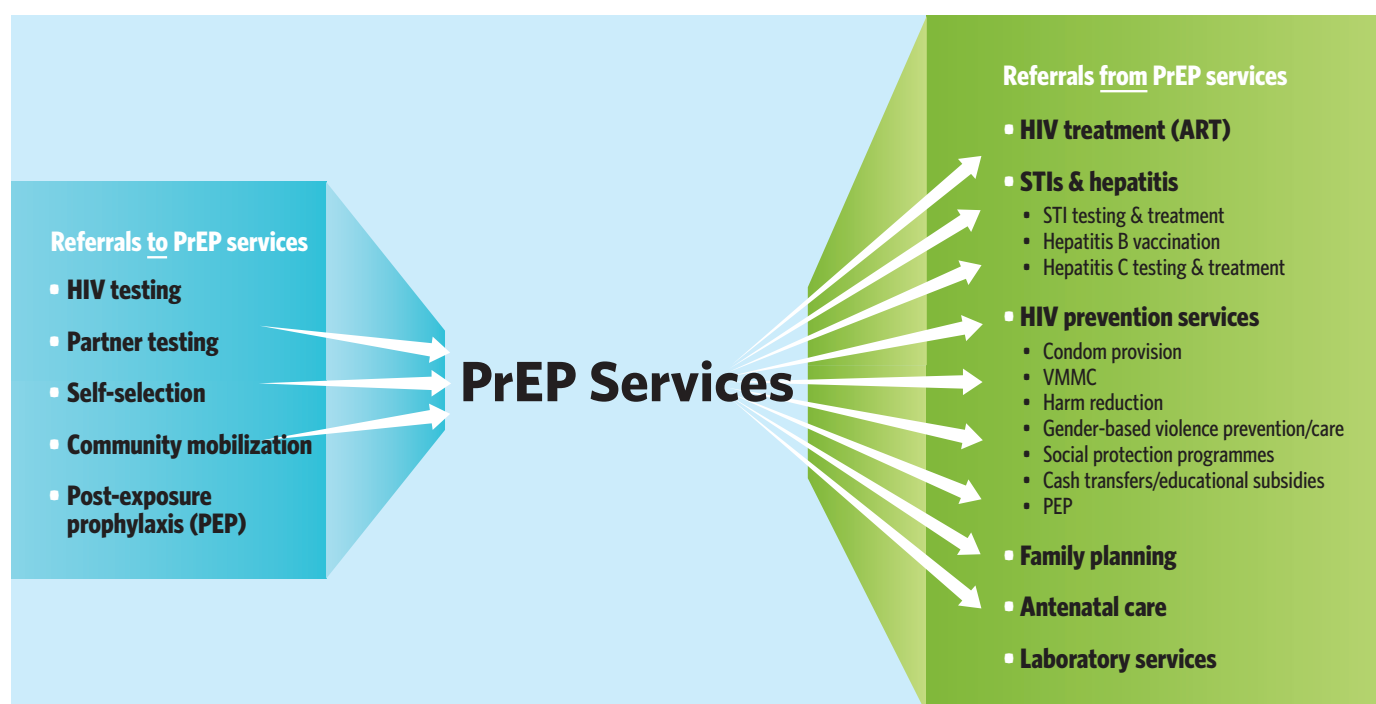 Referrals to PrEP services
HIV testing
Partner testing
Self-selection
Community mobilization
Post-exposure
prophylaxis (PEP)
PrEP Services
Referrals from PrEP services
HIV treatment (ART)
STIs & hepatitis
STI testing & treatment
Hepatitis B vaccination
Hepatitis C testing & treatment
HIV prevention services
Condom provision
VMMC
Harm reduction
Gender-based violence prevention/care
Social protection programmes
Cash transfers/educational subsidies
PEP
Family planning
Antenatal care
Laboratory services